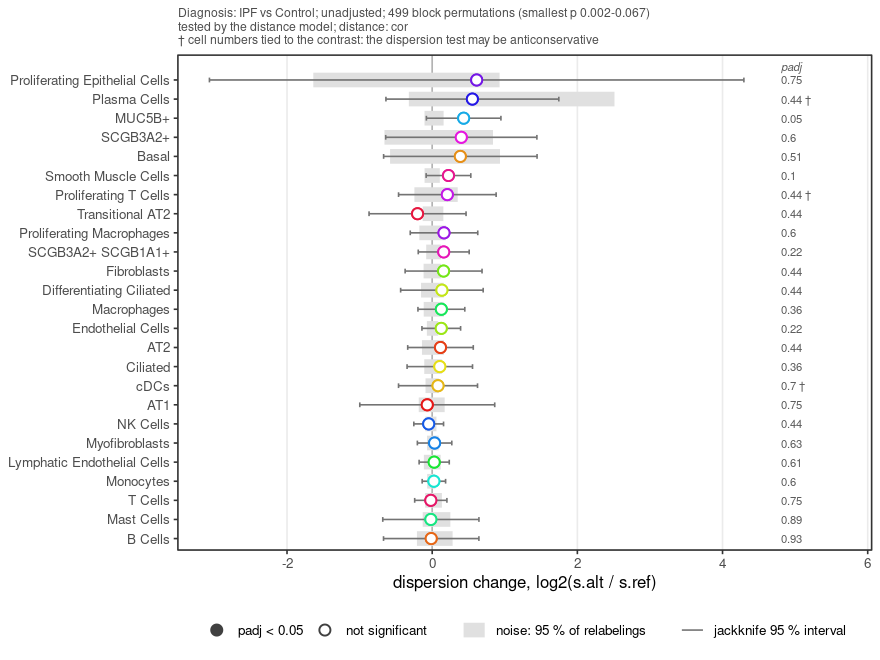 Diagnosis: IPF vs Control; unadjusted; 499 block permutations (smallest p 0.002-0.067)
tested by the distance model; distance: cor
† cell numbers tied to the contrast: the dispersion test may be anticonservative
padj
Proliferating Epithelial Cells 0.75
Plasma Cells 0.44 †
MUC5B+ 0.05
SCGB3A2+ 0.6
Basal 0.51
Smooth Muscle Cells 0.1
Proliferating T Cells 0.44 †
Transitional AT2 0.44
Proliferating Macrophages 0.6
SCGB3A2+ SCGB1A1+ 0.22
Fibroblasts 0.44
Differentiating Ciliated 0.44
Macrophages 0.36
Endothelial Cells 0.22
AT2 0.44
Ciliated 0.36
cDCs 0.7 †
AT1 0.75
NK Cells 0.44
Myofibroblasts 0.63
Lymphatic Endothelial Cells 0.61
Monocytes 0.6
T Cells 0.75
Mast Cells 0.89
B Cells 0.93
-2 0 2 4 6
dispersion change, log2(s.alt / s.ref)
padj < 0.05 not significant noise: 95 % of relabelings jackknife 95 % interval